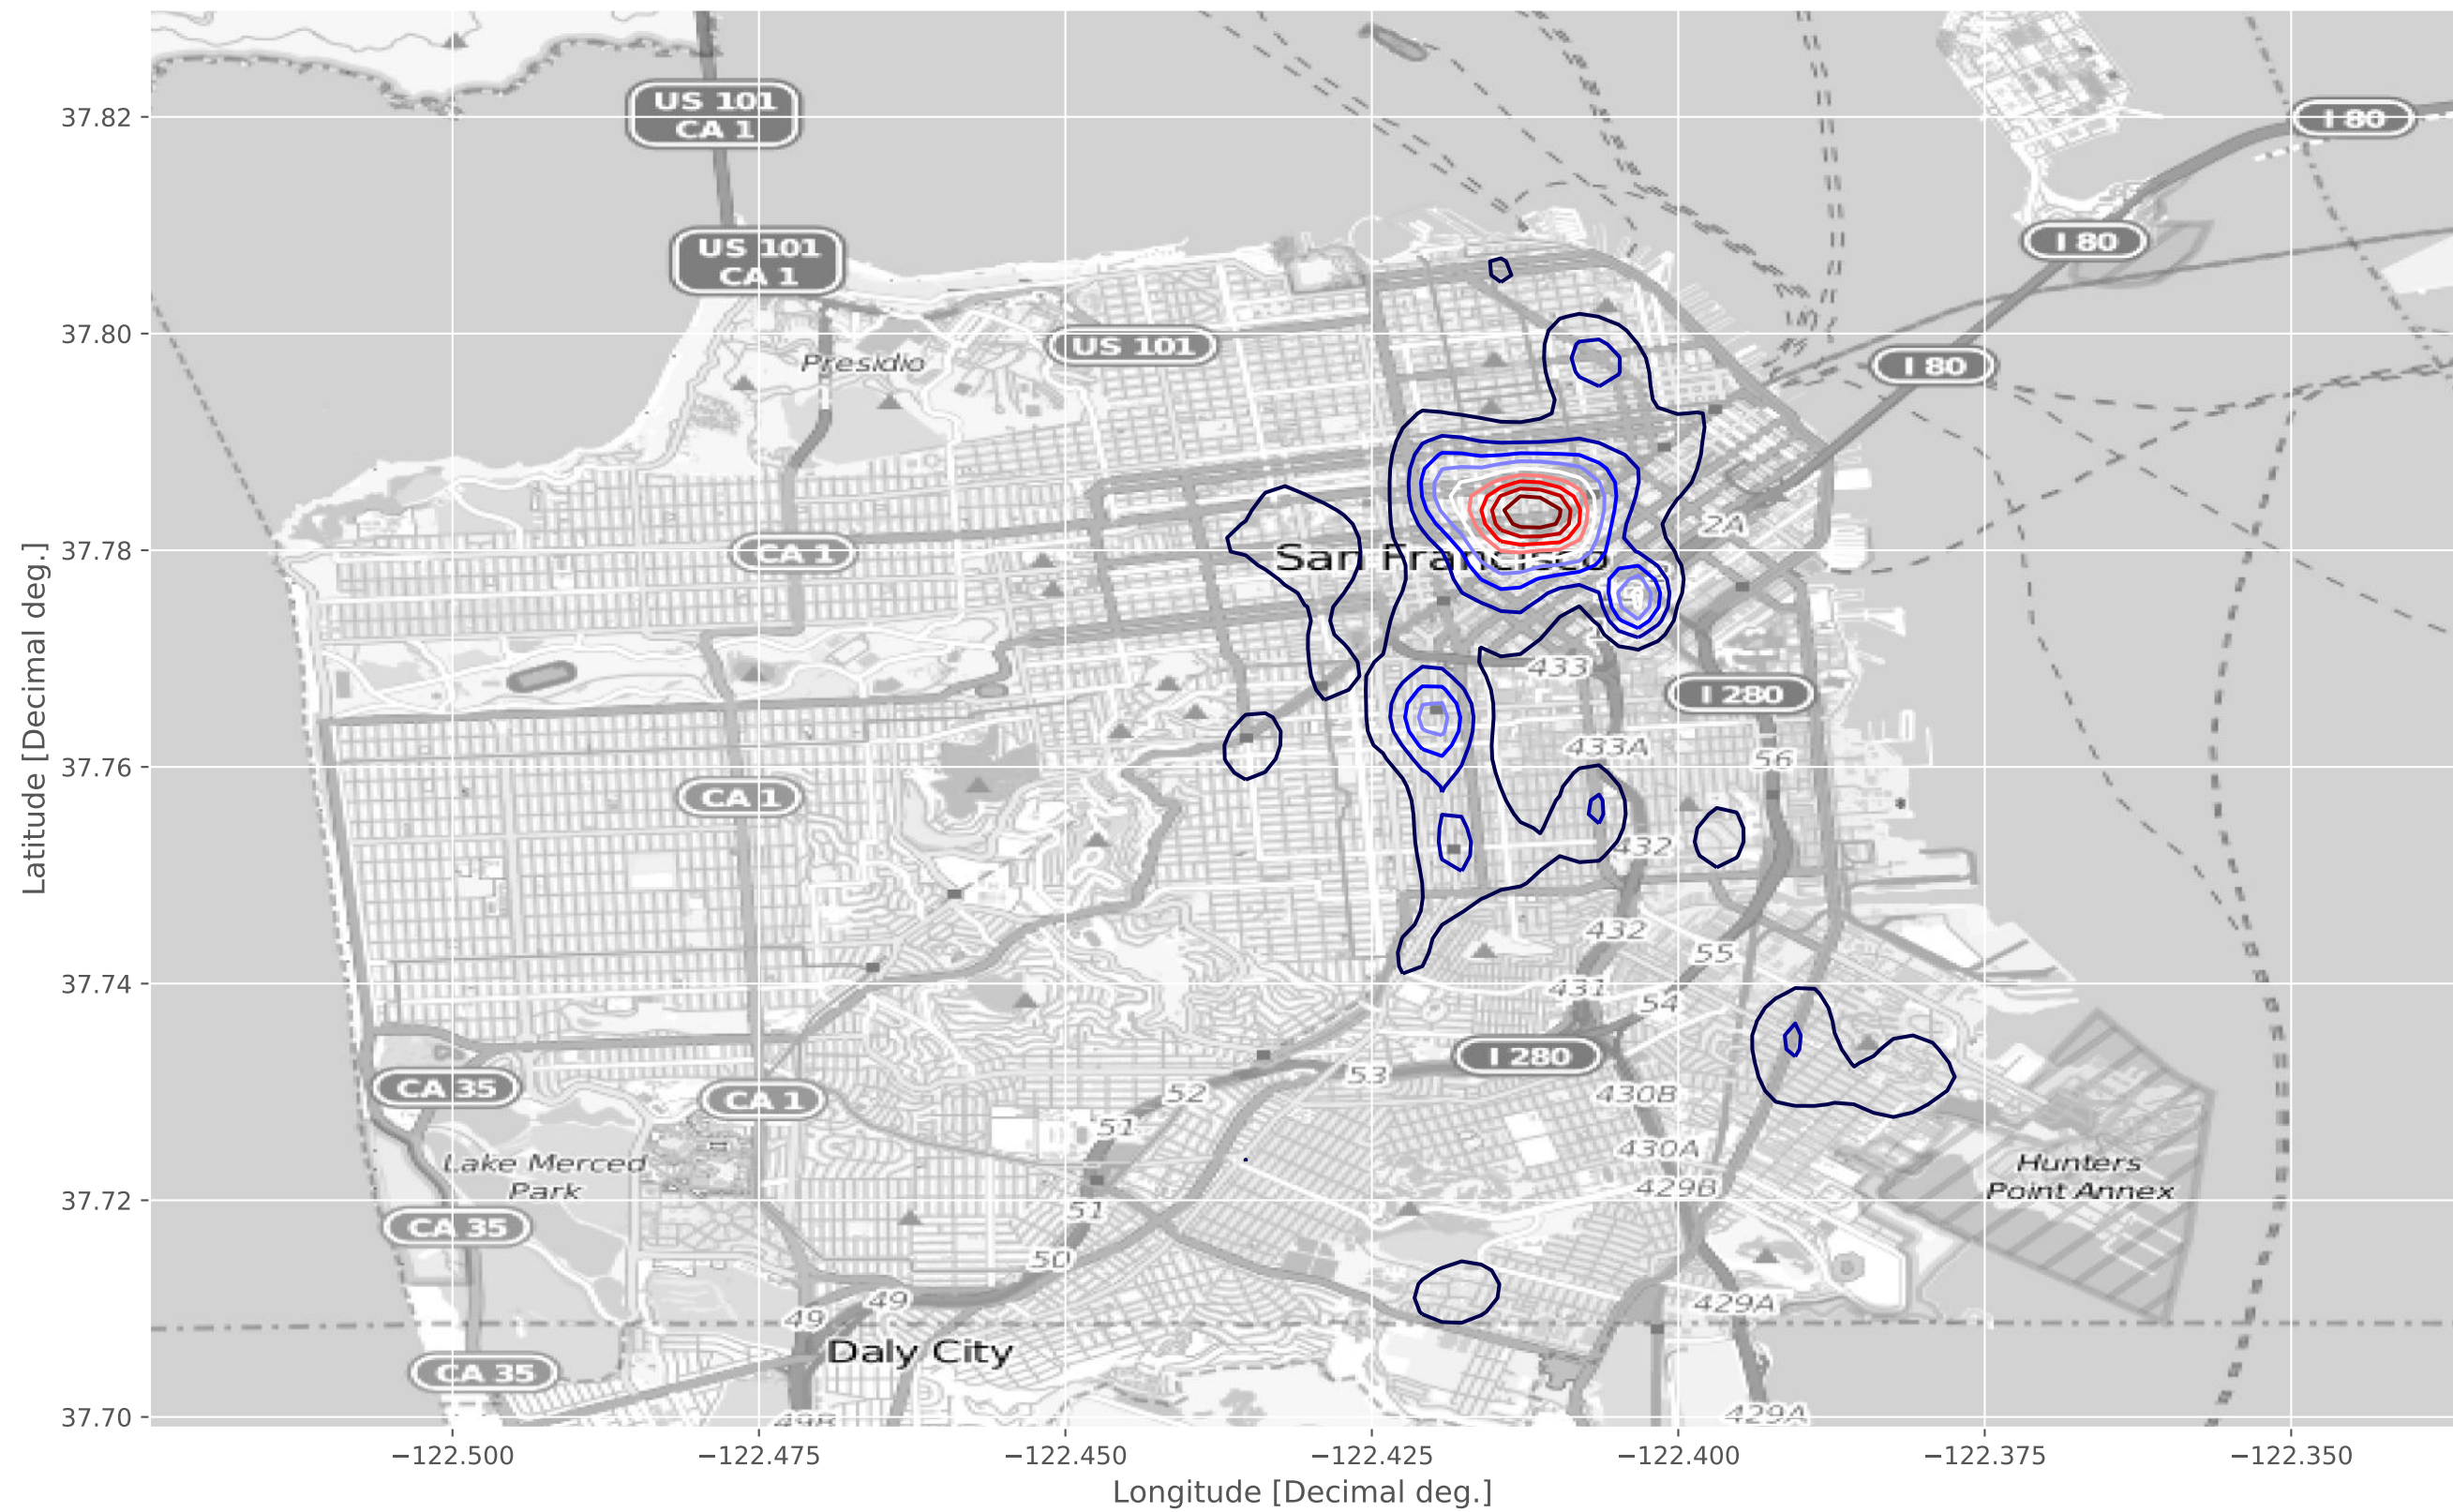 US 101
CA 1
I 80
I 80
US 101
CA 1
US 101
I 80
Presidio
2A
CA 1
San Francisco
433
I 280
433A
56
CA 1
432
432
55
431
54
I 280
53
CA 35
CA 1
52
430B
51
430A
Lake Merced
Park
Hunters
Point Annex
429B
51
CA 35
50
49
429A
49
Daly City
CA 35
49B
429A
37.82
37.80
37.78
37.76
37.74
37.72
37.70
Latitude [Decimal deg.]
−122.500
−122.475
−122.450
−122.425
−122.400
−122.375
−122.350
Longitude [Decimal deg.]